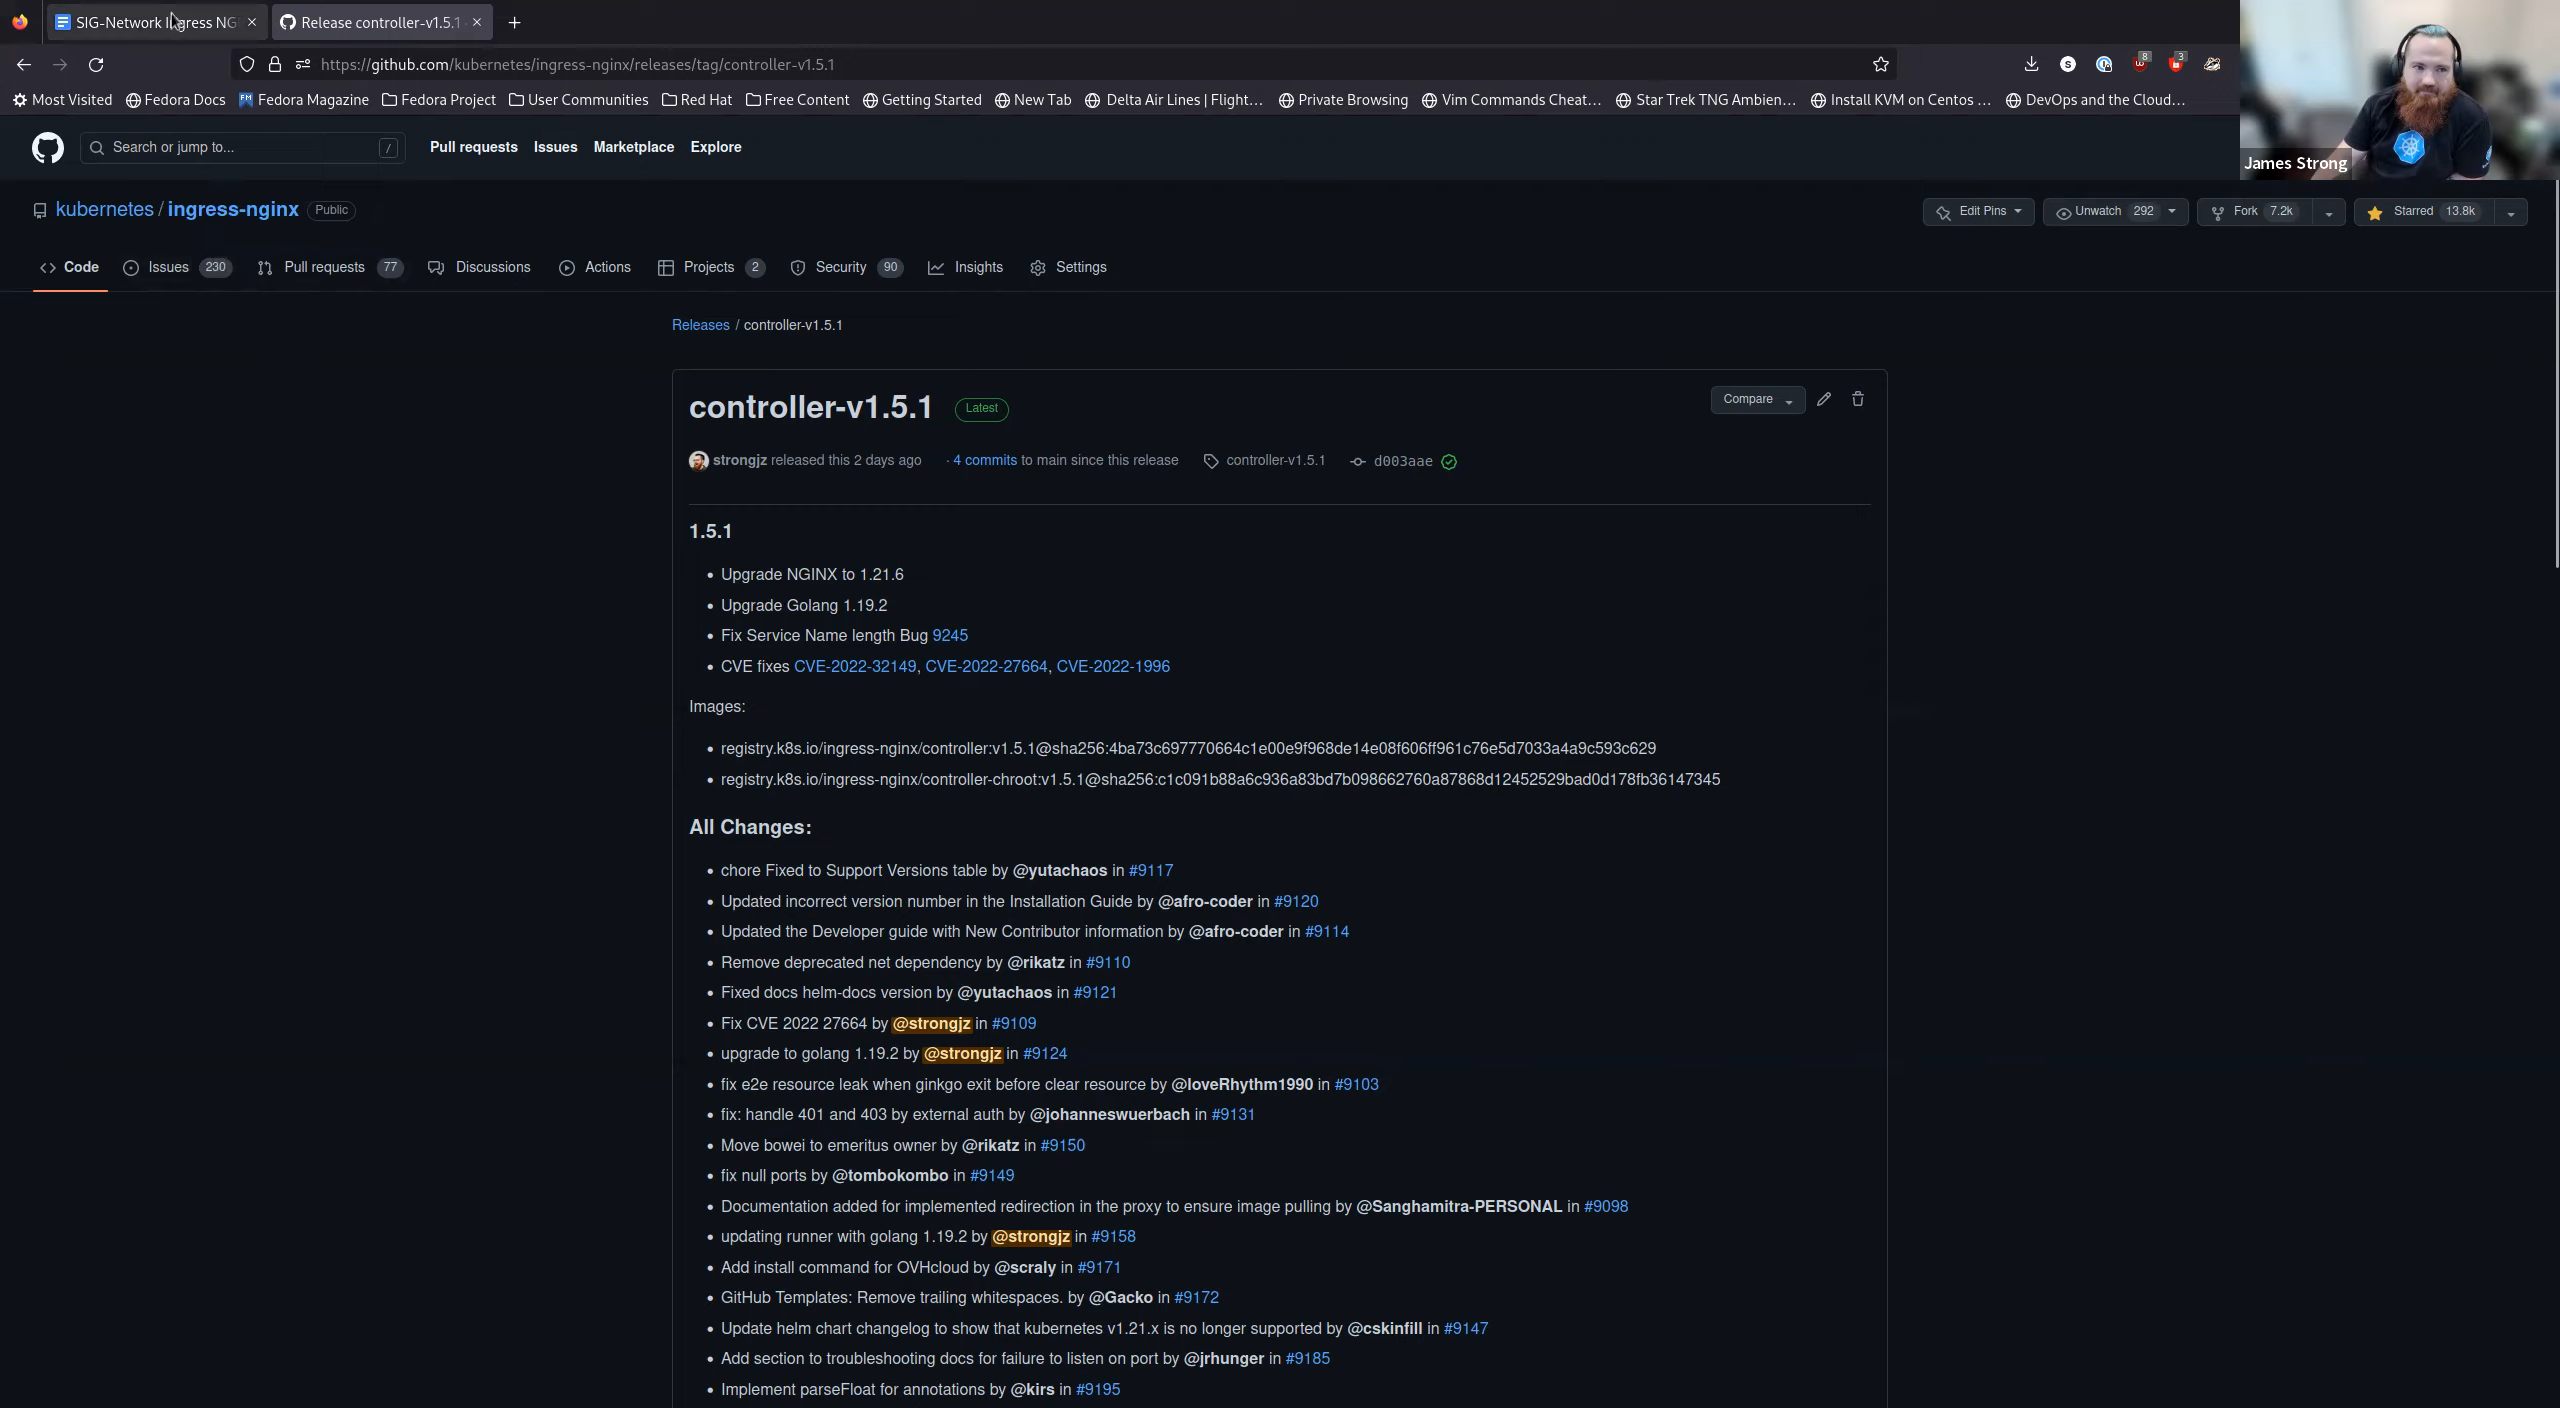 SIG-Network Ingress NG
Release controller-v1.5.1
https://github.com/kubernetes/ingress-nginx/releases/tag/controller-v1.5.1
8
3
Most Visited Fedora Docs Fedora Magazine Fedora Project User Communities Red Hat Free Content Getting Started New Tab Delta Air Lines | Flight... Private Browsing Vim Commands Cheat... Star Trek TNG Ambien... Install KVM on Centos ... DevOps and the Cloud...
Search or jump to... /
Pull requests Issues Marketplace Explore
James Strong
kubernetes / ingress-nginx Public
Edit Pins Unwatch 292 Fork 7.2k Starred 13.8k
Code Issues 230 Pull requests 77 Discussions Actions Projects 2 Security 90 Insights Settings
Releases / controller-v1.5.1
controller-v1.5.1 Latest
Compare
strongjz released this 2 days ago · 4 commits to main since this release controller-v1.5.1 d003aae
1.5.1
• Upgrade NGINX to 1.21.6
• Upgrade Golang 1.19.2
• Fix Service Name length Bug 9245
• CVE fixes CVE-2022-32149, CVE-2022-27664, CVE-2022-1996
Images:
• registry.k8s.io/ingress-nginx/controller:v1.5.1@sha256:4ba73c697770664c1e00e9f968de14e08f606ff961c76e5d7033a4a9c593c629
• registry.k8s.io/ingress-nginx/controller-chroot:v1.5.1@sha256:c1c091b88a6c936a83bd7b098662760a87868d12452529bad0d178fb36147345
All Changes:
• chore Fixed to Support Versions table by @yutachaos in #9117
• Updated incorrect version number in the Installation Guide by @afro-coder in #9120
• Updated the Developer guide with New Contributor information by @afro-coder in #9114
• Remove deprecated net dependency by @rikatz in #9110
• Fixed docs helm-docs version by @yutachaos in #9121
• Fix CVE 2022 27664 by @strongjz in #9109
• upgrade to golang 1.19.2 by @strongjz in #9124
• fix e2e resource leak when ginkgo exit before clear resource by @loveRhythm1990 in #9103
• fix: handle 401 and 403 by external auth by @johanneswuerbach in #9131
• Move bowei to emeritus owner by @rikatz in #9150
• fix null ports by @tombokombo in #9149
• Documentation added for implemented redirection in the proxy to ensure image pulling by @Sanghamitra-PERSONAL in #9098
• updating runner with golang 1.19.2 by @strongjz in #9158
• Add install command for OVHcloud by @scraly in #9171
• GitHub Templates: Remove trailing whitespaces. by @Gacko in #9172
• Update helm chart changelog to show that kubernetes v1.21.x is no longer supported by @cskinfill in #9147
• Add section to troubleshooting docs for failure to listen on port by @jrhunger in #9185
• Implement parseFloat for annotations by @kirs in #9195